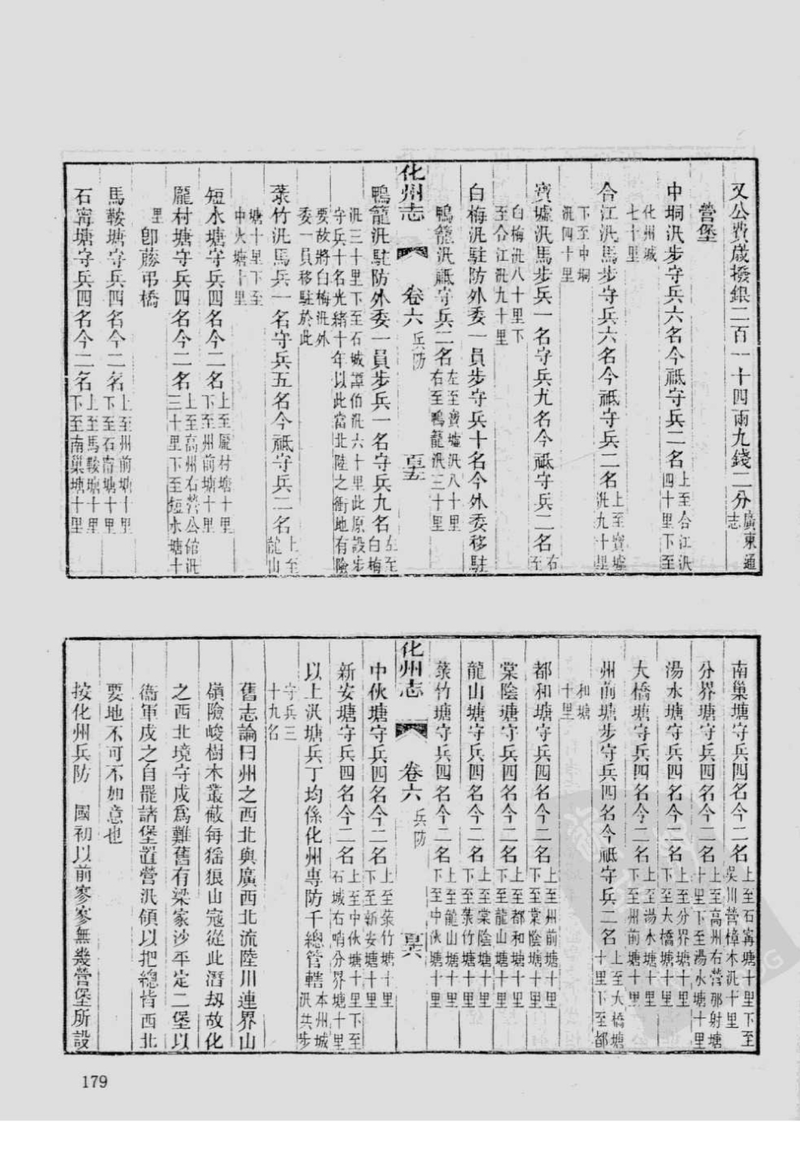 又公費歲撥銀二百一十四兩九錢二分廣東通志
營堡
中垌汛步守兵六名今祗守兵二名上至合江汛四十里下至
化州城七十里
合江汛馬步守兵六名今祗守兵二名上至寶墟汛九十里
下至中垌汛四十里
寶墟汛馬步兵一名守兵九名今祗守兵二名右至
白梅汛八十里下至合江汛九十里
白梅汛駐防外委一員步守兵十名今外委移駐
鴨籠汛祗守兵二名左至寶墟汛八十里右至鴨籠汛三十里
化州志 卷六 兵防 百五
鴨籠汛駐防外委一員步兵一名守兵九名左至白梅
汛三十里下至石城譚伯汛六十里此原設步守兵十名光緒十年以此當北陸之衝地有險
要故將白梅汛外委一員移駐於此
菉竹汛馬兵一名守兵五名今祗守兵二名上至龍山
塘十里下至中伙塘十里
短水塘守兵四名今二名上至龐村塘十里下至州前塘十里
龐村塘守兵四名今二名上至高州右營公館汛三十里下至短水塘十
里 卽藤弔橋
馬鞍塘守兵四名今二名上至州前塘十里下至石甯塘十里
石甯塘守兵四名今二名上至馬鞍塘十里下至南巢塘十里
南巢塘守兵四名今二名上至石甯塘十里下至吳川營樟木汛十里
分界塘守兵四名今二名上至高州右營那射塘十里下至湯水塘十里
湯水塘守兵四名今二名上至分界塘十里下至大橋塘十里
大橋塘守兵四名今二名上至湯水塘十里下至州前塘十里
州前塘步守兵四名今祗守兵二名上至大橋塘十里下至都
和塘十里
都和塘守兵四名今二名上至州前塘十里下至棠陰塘十里
棠陰塘守兵四名今二名上至都和塘十里下至龍山塘十里
龍山塘守兵四名今二名上至棠陰塘十里下至菉竹塘十里
菉竹塘守兵四名今二名上至龍山塘十里下至中伙塘十里
化州志 卷六 兵防 百六
中伙塘守兵四名今二名上至菉竹塘十里下至新安塘十里
新安塘守兵四名今二名上至中伙塘十里下至石城右哨分界塘十里
以上汛塘兵丁均係化州專防千總管轄本州城汛共步
守兵三十九名
舊志論曰州之西北與廣西北流陸川連界山
嶺險峻樹木叢蔽每猺狼山寇從此潛刼故化
之西北境守戍爲難舊有梁家沙平定二堡以
衞軍戍之自罷諸堡置營汛領以把總皆西北
要地不可不如意也
按化州兵防 國初以前寥寥無幾營堡所設
179